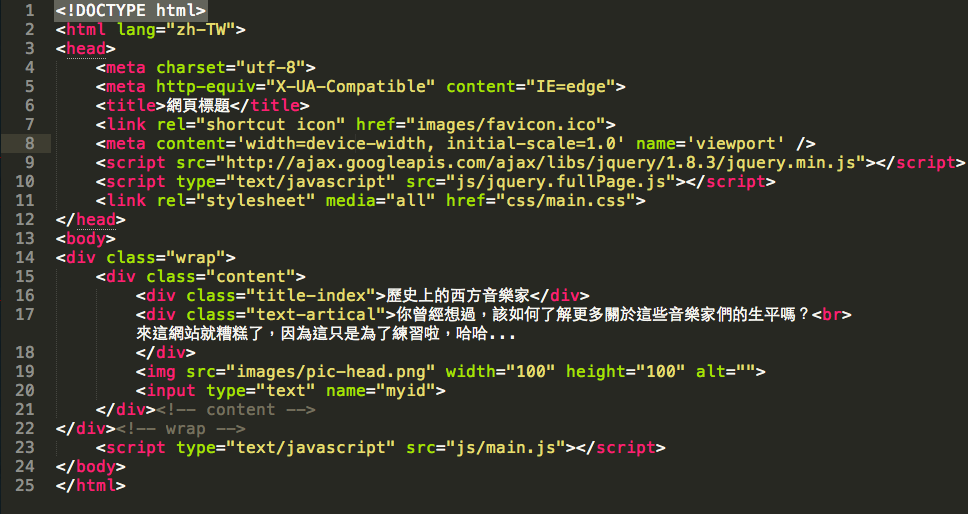 1 <!DOCTYPE html>
2 <html lang="zh-TW">
3 <head>
4     <meta charset="utf-8">
5     <meta http-equiv="X-UA-Compatible" content="IE=edge">
6     <title>網頁標題</title>
7     <link rel="shortcut icon" href="images/favicon.ico">
8     <meta content='width=device-width, initial-scale=1.0' name='viewport' />
9     <script src="http://ajax.googleapis.com/ajax/libs/jquery/1.8.3/jquery.min.js"></script>
10     <script type="text/javascript" src="js/jquery.fullPage.js"></script>
11     <link rel="stylesheet" media="all" href="css/main.css">
12 </head>
13 <body>
14 <div class="wrap">
15     <div class="content">
16         <div class="title-index">歷史上的西方音樂家</div>
17         <div class="text-artical">你曾經想過，該如何了解更多關於這些音樂家們的生平嗎？<br>
        來這網站就糟糕了，因為這只是為了練習啦，哈哈...
18         </div>
19         <img src="images/pic-head.png" width="100" height="100" alt="">
20         <input type="text" name="myid">
21     </div><!-- content -->
22 </div><!-- wrap -->
23     <script type="text/javascript" src="js/main.js"></script>
24 </body>
25 </html>